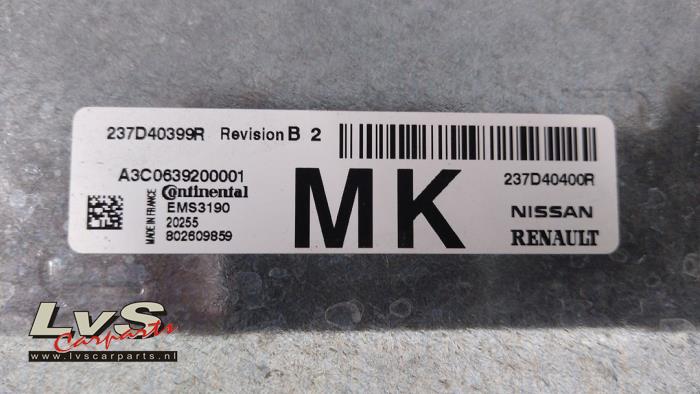 237D40399R Revision B 2
A3C0639200001
MADE IN FRANCE
Continental
EMS3190
20255
802609859
MK
237D40400R
NISSAN
RENAULT
LvS
Carparts
www.lvscarparts.nl